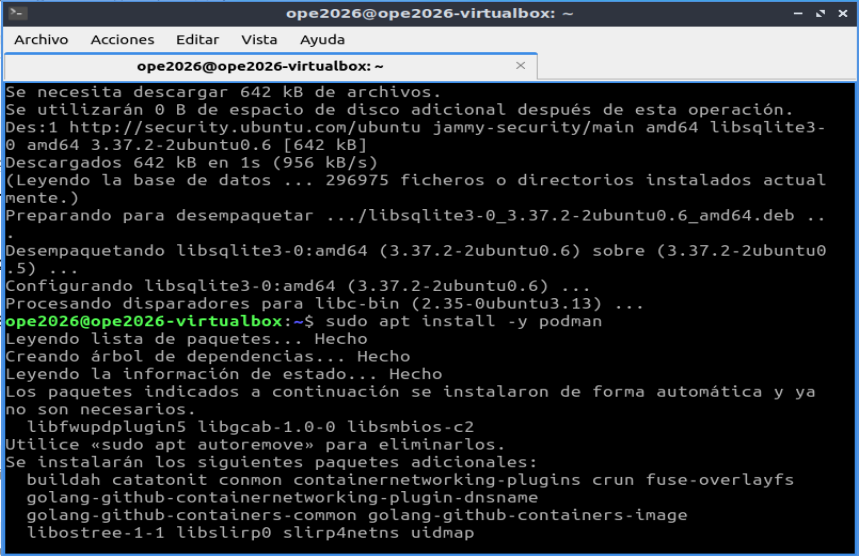 ope2026@ope2026-virtualbox: ~
Archivo Acciones Editar Vista Ayuda
ope2026@ope2026-virtualbox: ~
Se necesita descargar 642 kB de archivos.
Se utilizarán 0 B de espacio de disco adicional después de esta operación.
Des:1 http://security.ubuntu.com/ubuntu jammy-security/main amd64 libsqlite3-
0 amd64 3.37.2-2ubuntu0.6 [642 kB]
Descargados 642 kB en 1s (956 kB/s)
(Leyendo la base de datos ... 296975 ficheros o directorios instalados actual
mente.)
Preparando para desempaquetar .../libsqlite3-0_3.37.2-2ubuntu0.6_amd64.deb ..
.
Desempaquetando libsqlite3-0:amd64 (3.37.2-2ubuntu0.6) sobre (3.37.2-2ubuntu0
.5) ...
Configurando libsqlite3-0:amd64 (3.37.2-2ubuntu0.6) ...
Procesando disparadores para libc-bin (2.35-0ubuntu3.13) ...
ope2026@ope2026-virtualbox:~$ sudo apt install -y podman
Leyendo lista de paquetes... Hecho
Creando árbol de dependencias... Hecho
Leyendo la información de estado... Hecho
Los paquetes indicados a continuación se instalaron de forma automática y ya
no son necesarios.
  libfwupdplugin5 libgcab-1.0-0 libsmbios-c2
Utilice «sudo apt autoremove» para eliminarlos.
Se instalarán los siguientes paquetes adicionales:
  buildah catatonit conmon containernetworking-plugins crun fuse-overlayfs
  golang-github-containernetworking-plugin-dnsname
  golang-github-containers-common golang-github-containers-image
  libostree-1-1 libslirp0 slirp4netns uidmap